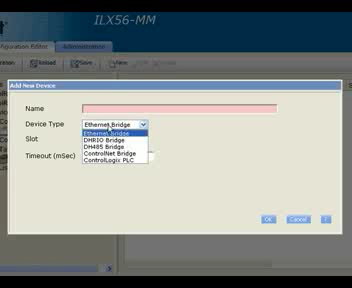 ILX56-MM
Configuration Editor
Administration
Reload
Save
New
Add New Device
Name
Device Type
Ethernet Bridge
Ethernet Bridge
DHRIO Bridge
Slot
DH485 Bridge
ControlNet Bridge
Timeout (mSec)
ControlLogix PLC
OK
Cancel
?